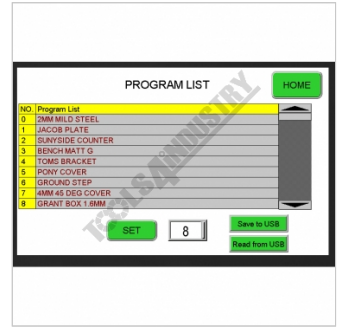 PROGRAM LIST
HOME
NO. Program List
0 2MM MILD STEEL
1 JACOB PLATE
2 SUNYSIDE COUNTER
3 BENCH MATT G
4 TOMS BRACKET
5 PONY COVER
6 GROUND STEP
7 4MM 45 DEG COVER
8 GRANT BOX 1.6MM
SET
8
Save to USB
Read from USB
TOOLS4INDUSTRY